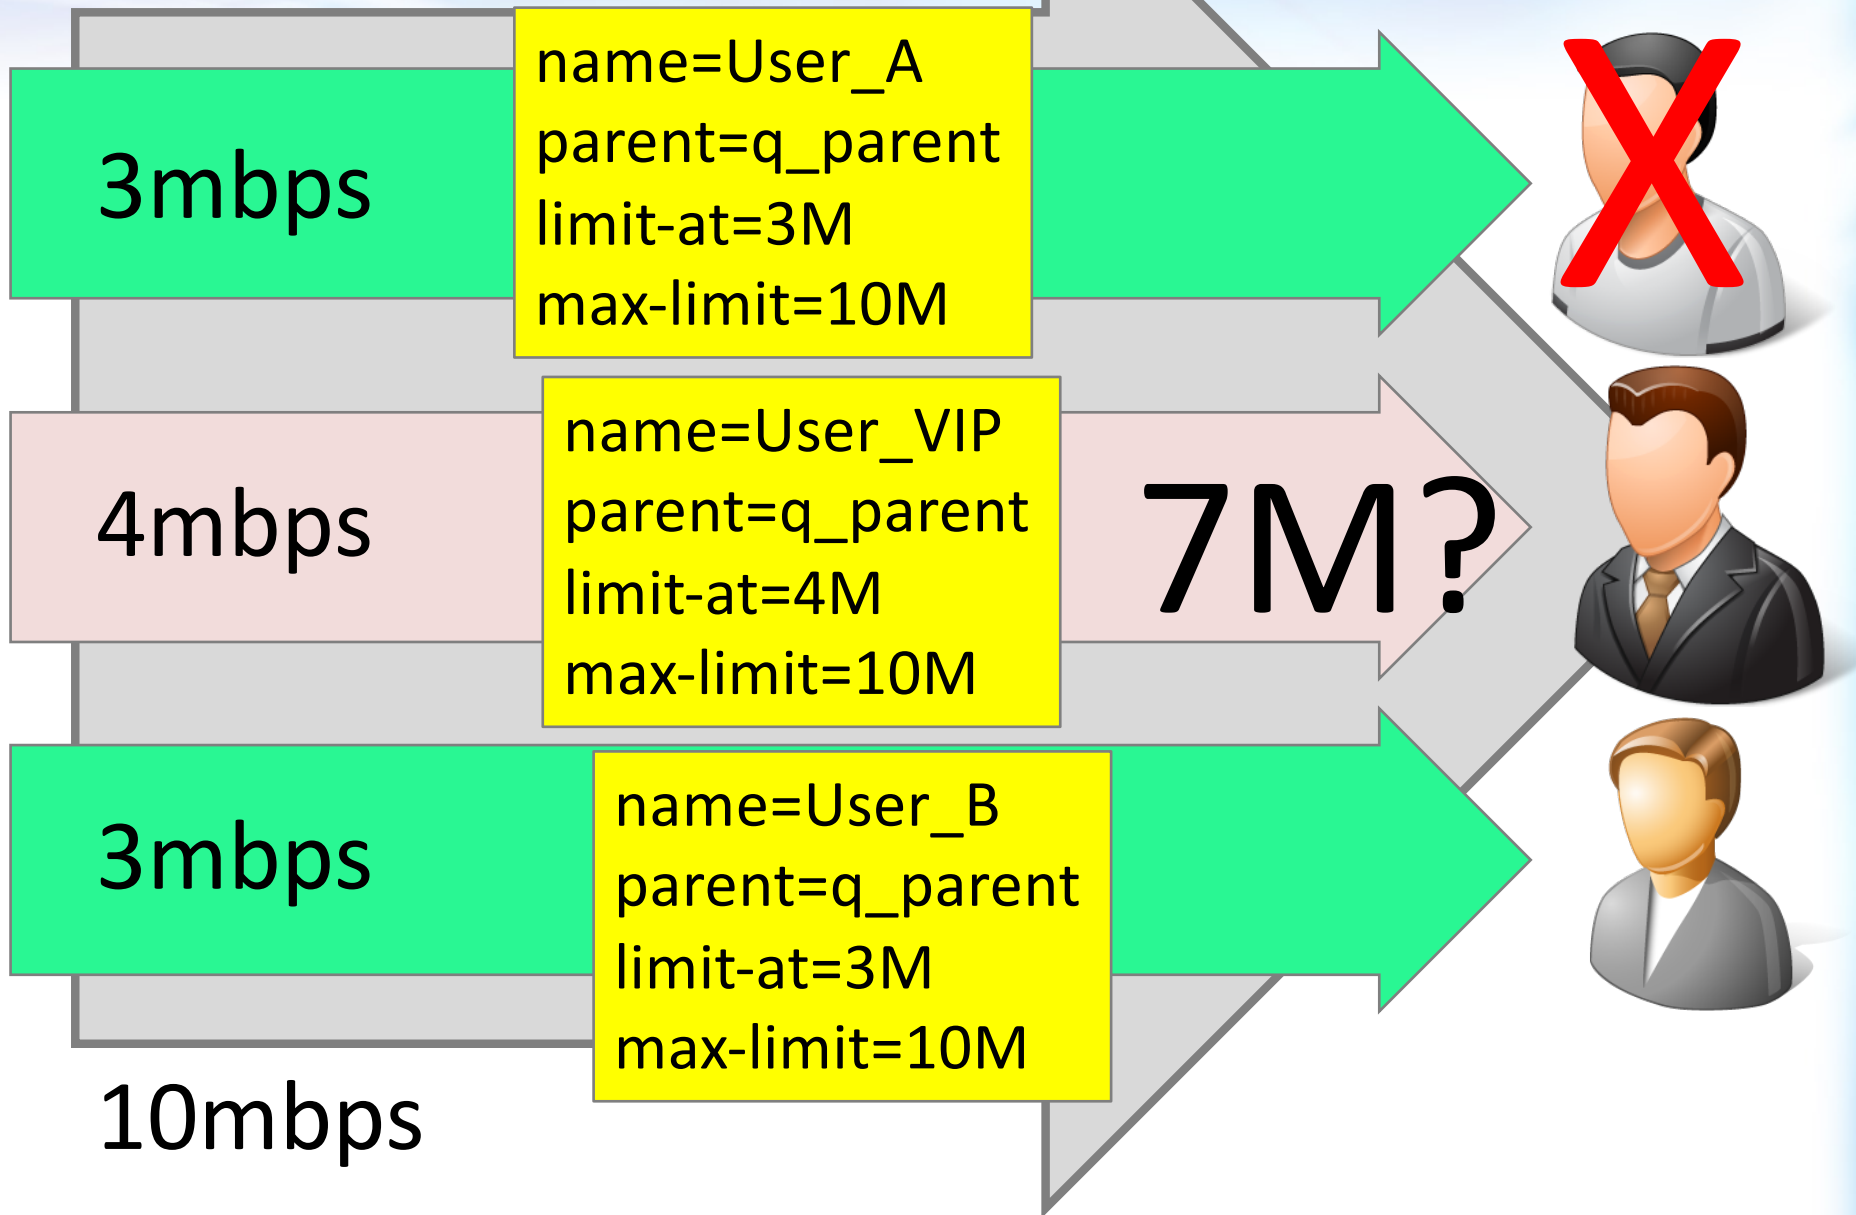 3mbps
name=User_A
parent=q_parent
limit-at=3M
max-limit=10M
X
4mbps
name=User_VIP
parent=q_parent
limit-at=4M
max-limit=10M
7M?
3mbps
name=User_B
parent=q_parent
limit-at=3M
max-limit=10M
10mbps